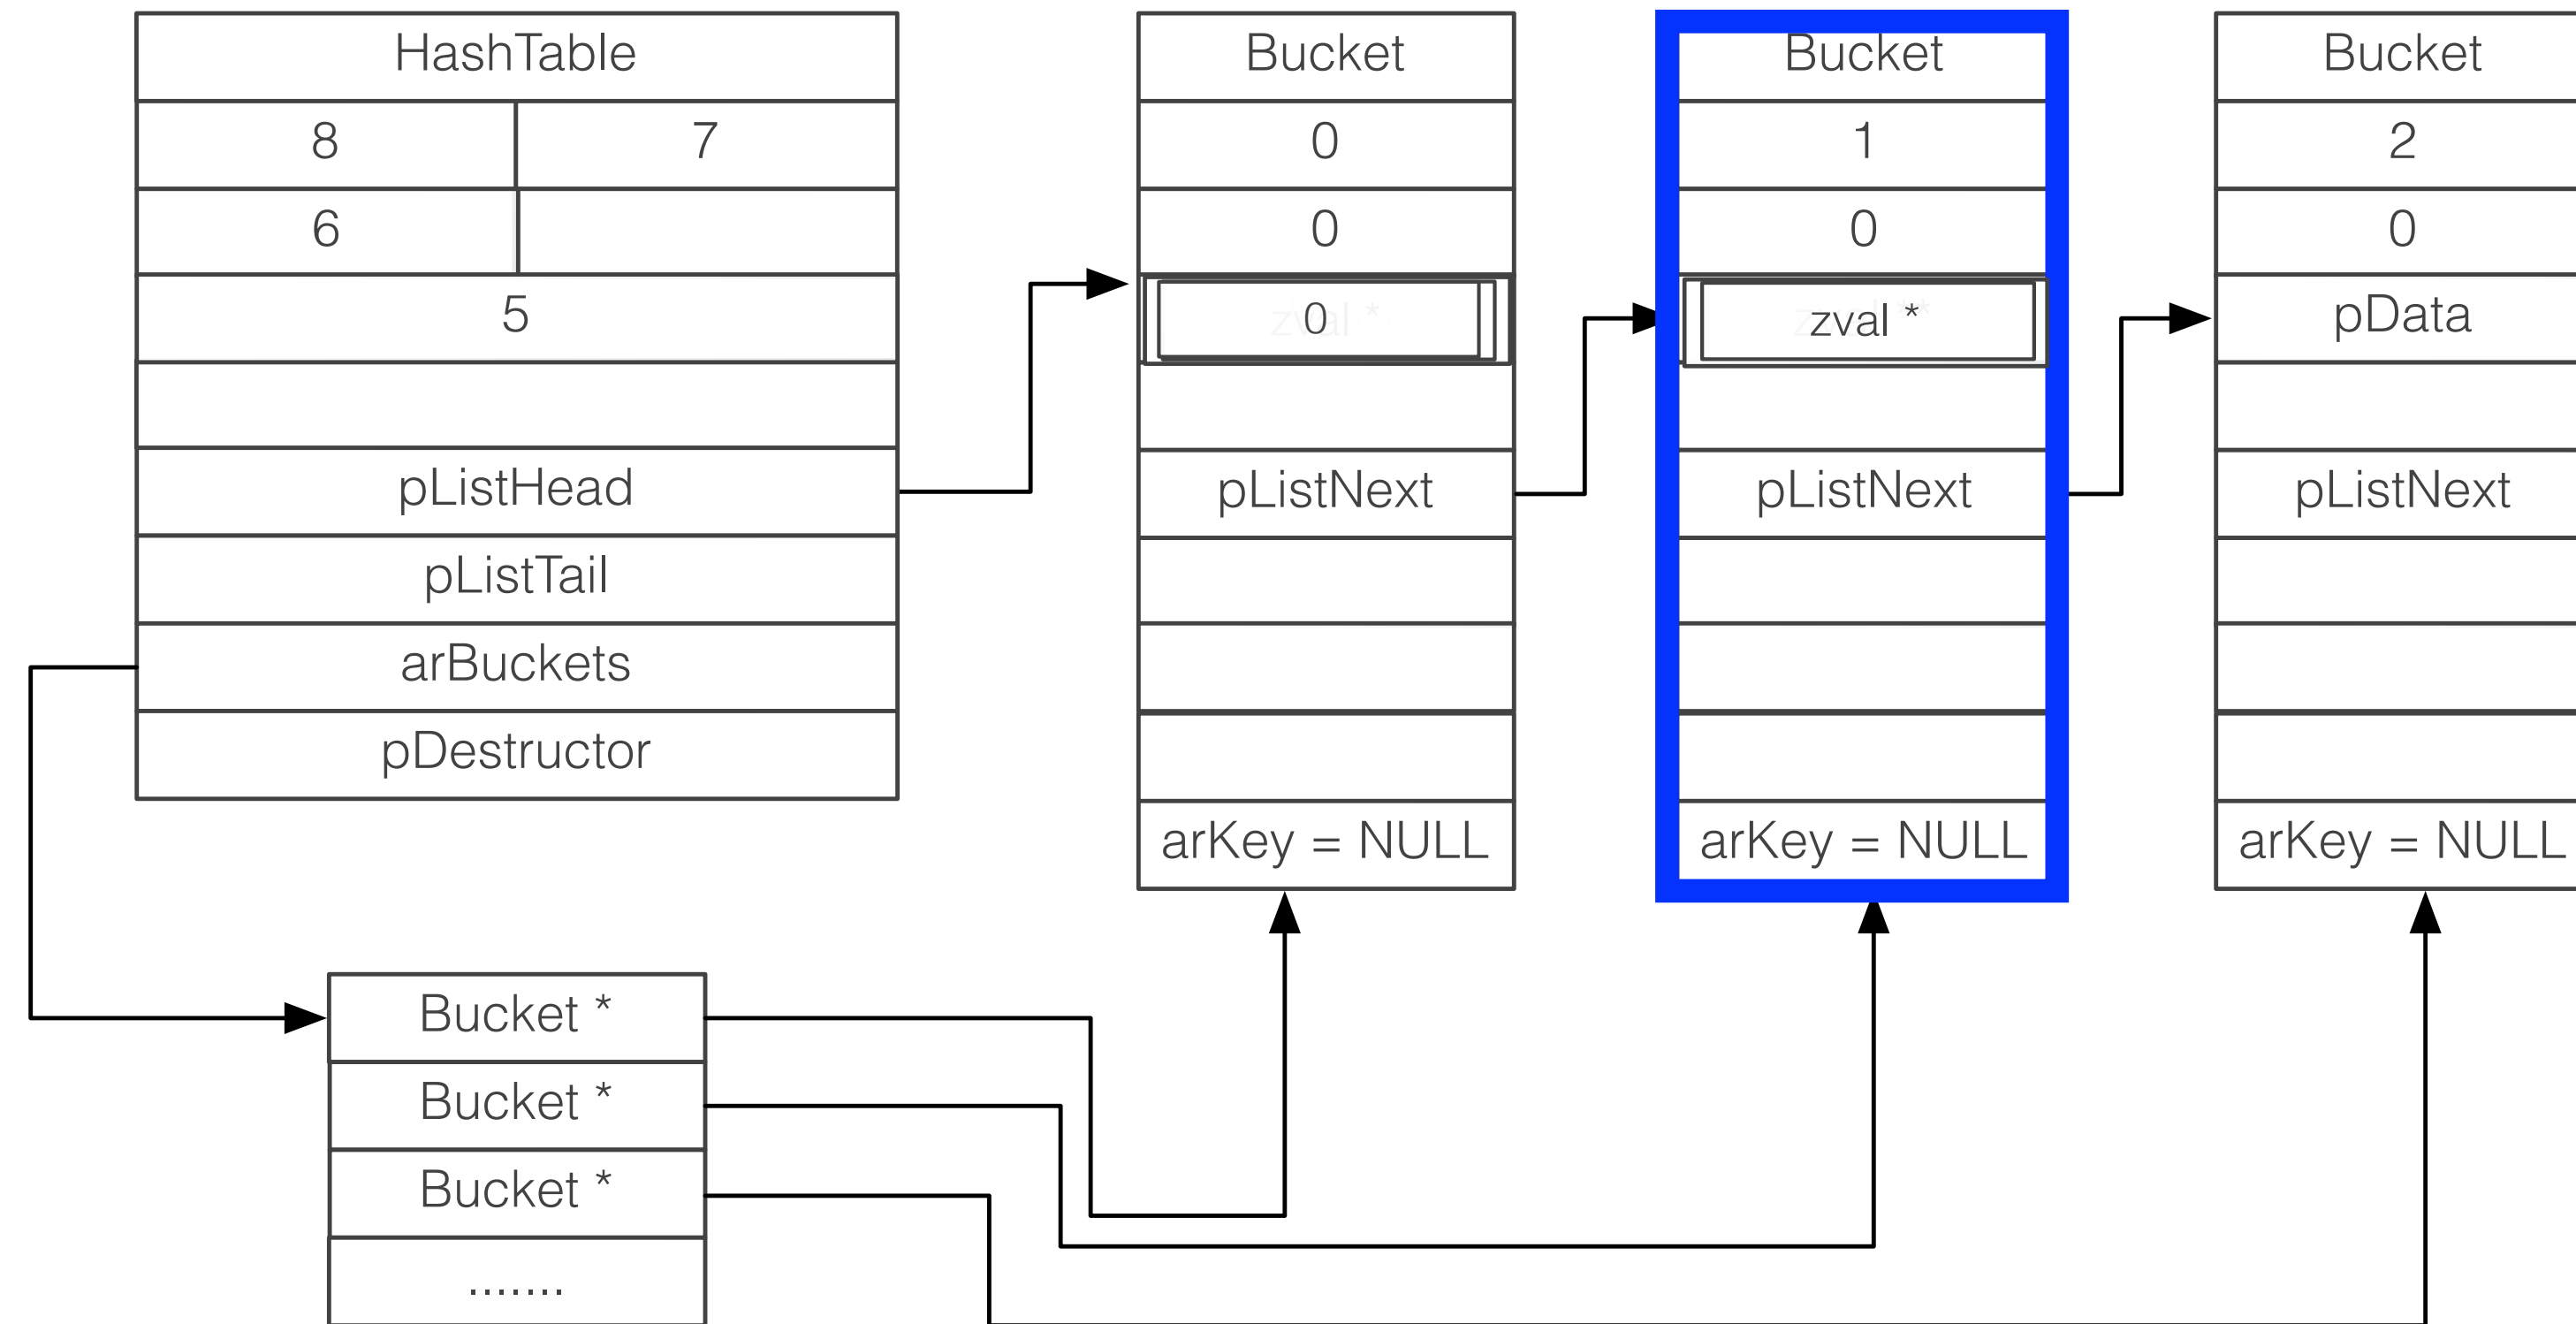 HashTable
8 7
6
5
pListHead
pListTail
arBuckets
pDestructor
Bucket
0
0
0
pListNext
arKey = NULL
Bucket
1
0
zval *
pListNext
arKey = NULL
Bucket
2
0
pData
pListNext
arKey = NULL
Bucket *
Bucket *
Bucket *
.......